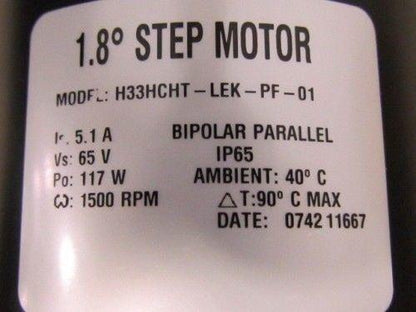 1.8° STEP MOTOR
MODEL: H33HCHT-LEK-PF-01
5.1 A BIPOLAR PARALLEL
Vs: 65 V IP65
Po: 117 W AMBIENT: 40° C
ω: 1500 RPM △T:90° C MAX
DATE: 0742 11667